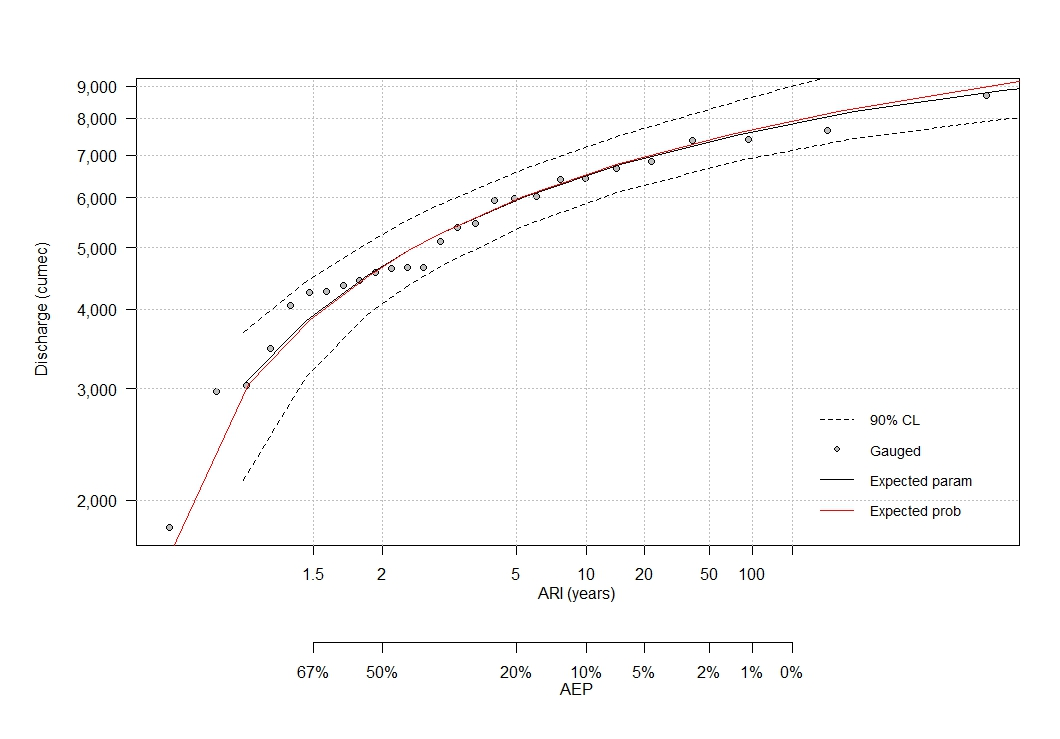 9,000
8,000
7,000
6,000
5,000
4,000
3,000
2,000
Discharge (cumec)
90% CL
Gauged
Expected param
Expected prob
1.5 2 5 10 20 50 100
ARI (years)
67% 50% 20% 10% 5% 2% 1% 0%
AEP